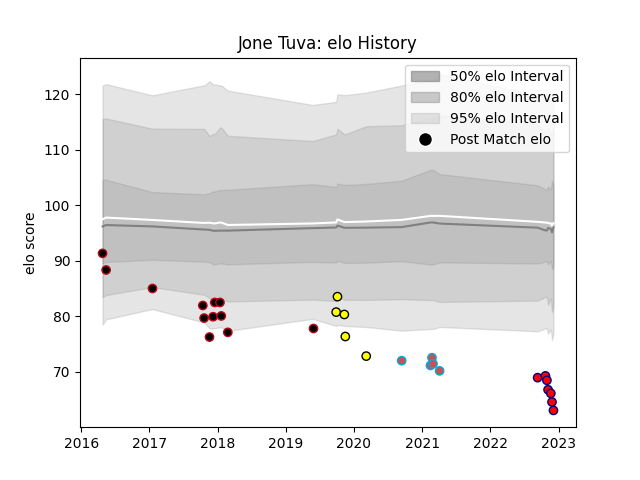 Jone Tuva: elo History
50% elo Interval
80% elo Interval
95% elo Interval
Post Match elo
elo score
120
110
100
90
80
70
2016 2017 2018 2019 2020 2021 2022 2023